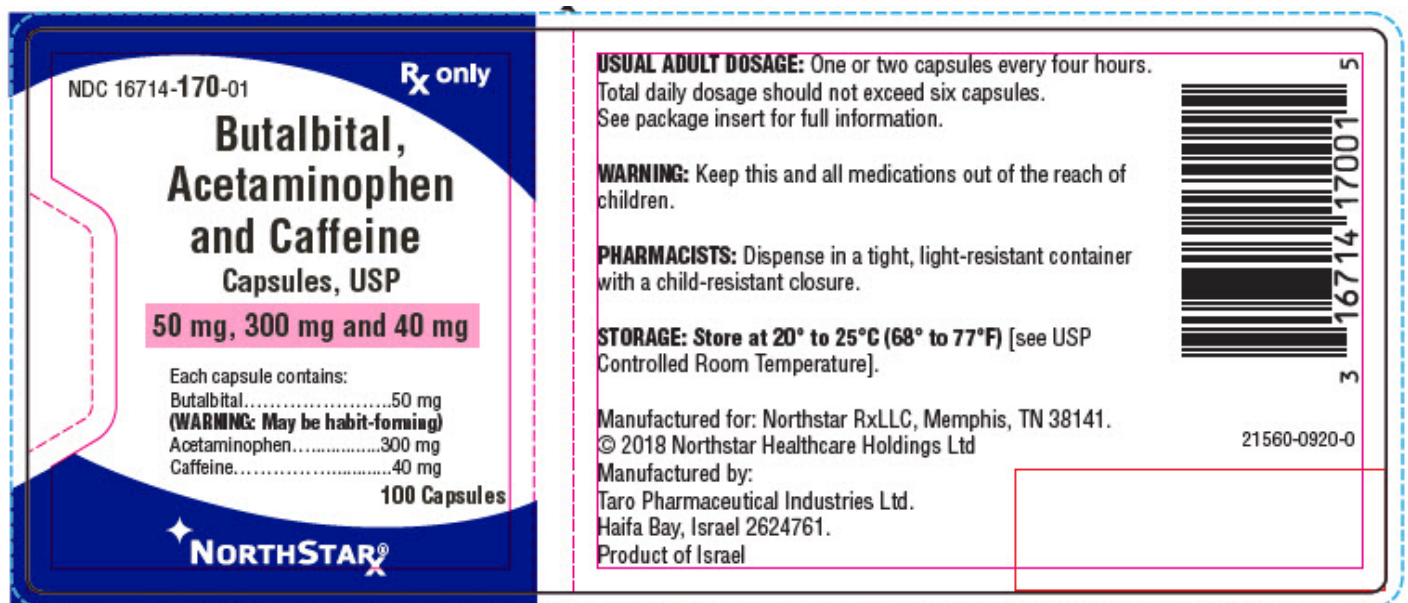 NDC 16714-170-01
Rx only
Butalbital,
Acetaminophen
and Caffeine
Capsules, USP
50 mg, 300 mg and 40 mg
Each capsule contains:
Butalbital........................50 mg
(WARNING: May be habit-forming)
Acetaminophen..................300 mg
Caffeine...........................40 mg
100 Capsules
NORTHSTARx®
USUAL ADULT DOSAGE: One or two capsules every four hours.
Total daily dosage should not exceed six capsules.
See package insert for full information.
WARNING: Keep this and all medications out of the reach of
children.
PHARMACISTS: Dispense in a tight, light-resistant container
with a child-resistant closure.
STORAGE: Store at 20° to 25°C (68° to 77°F) [see USP
Controlled Room Temperature].
Manufactured for: Northstar RxLLC, Memphis, TN 38141.
© 2018 Northstar Healthcare Holdings Ltd
Manufactured by:
Taro Pharmaceutical Industries Ltd.
Haifa Bay, Israel 2624761.
Product of Israel
3 16714 17001 5
21560-0920-0